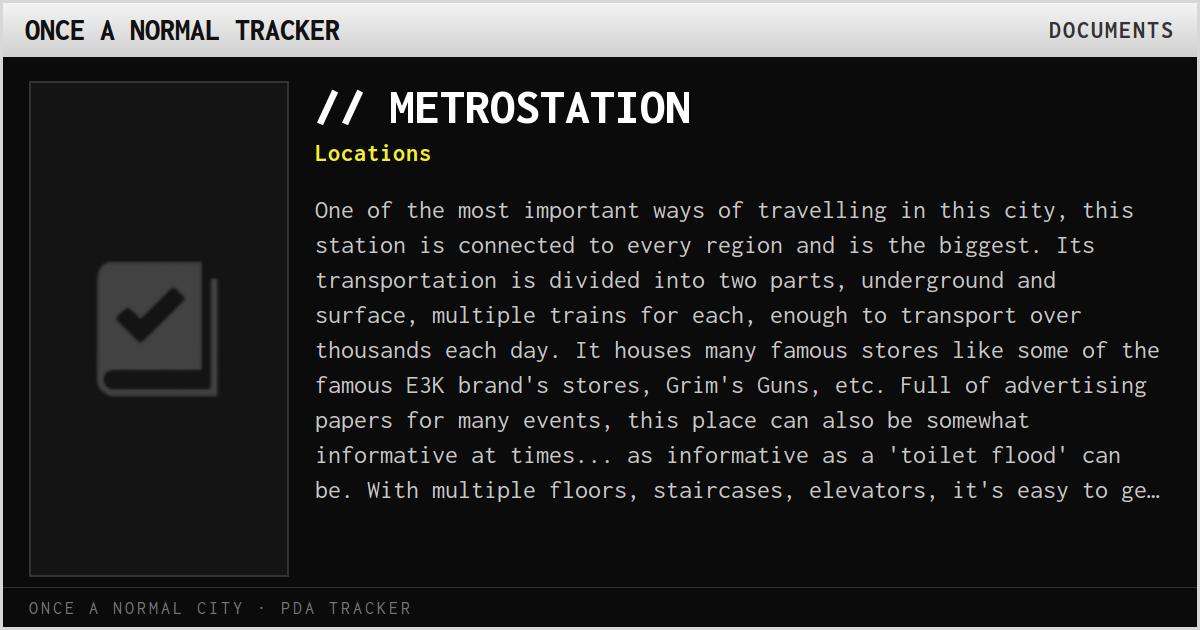 ONCE A NORMAL TRACKER
DOCUMENTS
// METROSTATION
Locations
One of the most important ways of travelling in this city, this
station is connected to every region and is the biggest. Its
transportation is divided into two parts, underground and
surface, multiple trains for each, enough to transport over
thousands each day. It houses many famous stores like some of the
famous E3K brand's stores, Grim's Guns, etc. Full of advertising
papers for many events, this place can also be somewhat
informative at times... as informative as a 'toilet flood' can
be. With multiple floors, staircases, elevators, it's easy to ge…
ONCE A NORMAL CITY · PDA TRACKER